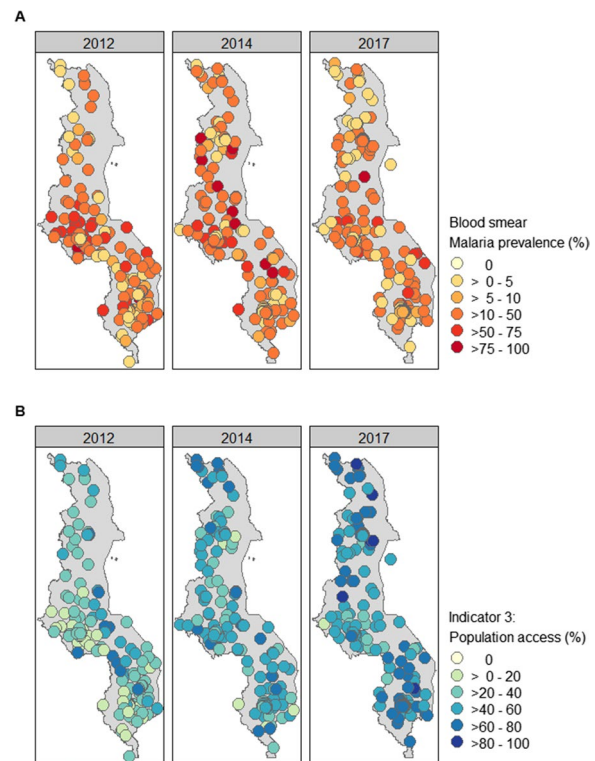 A
2012 2014 2017
Blood smear
Malaria prevalence (%)
0
> 0 - 5
> 5 - 10
>10 - 50
>50 - 75
>75 - 100
B
2012 2014 2017
Indicator 3:
Population access (%)
0
> 0 - 20
>20 - 40
>40 - 60
>60 - 80
>80 - 100